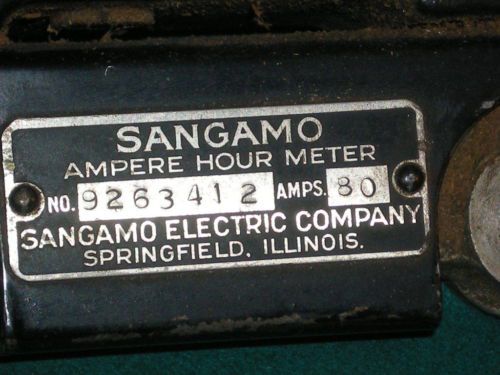 SANGAMO
AMPERE HOUR METER
NO. 9263412 AMPS. 80
SANGAMO ELECTRIC COMPANY
SPRINGFIELD, ILLINOIS.